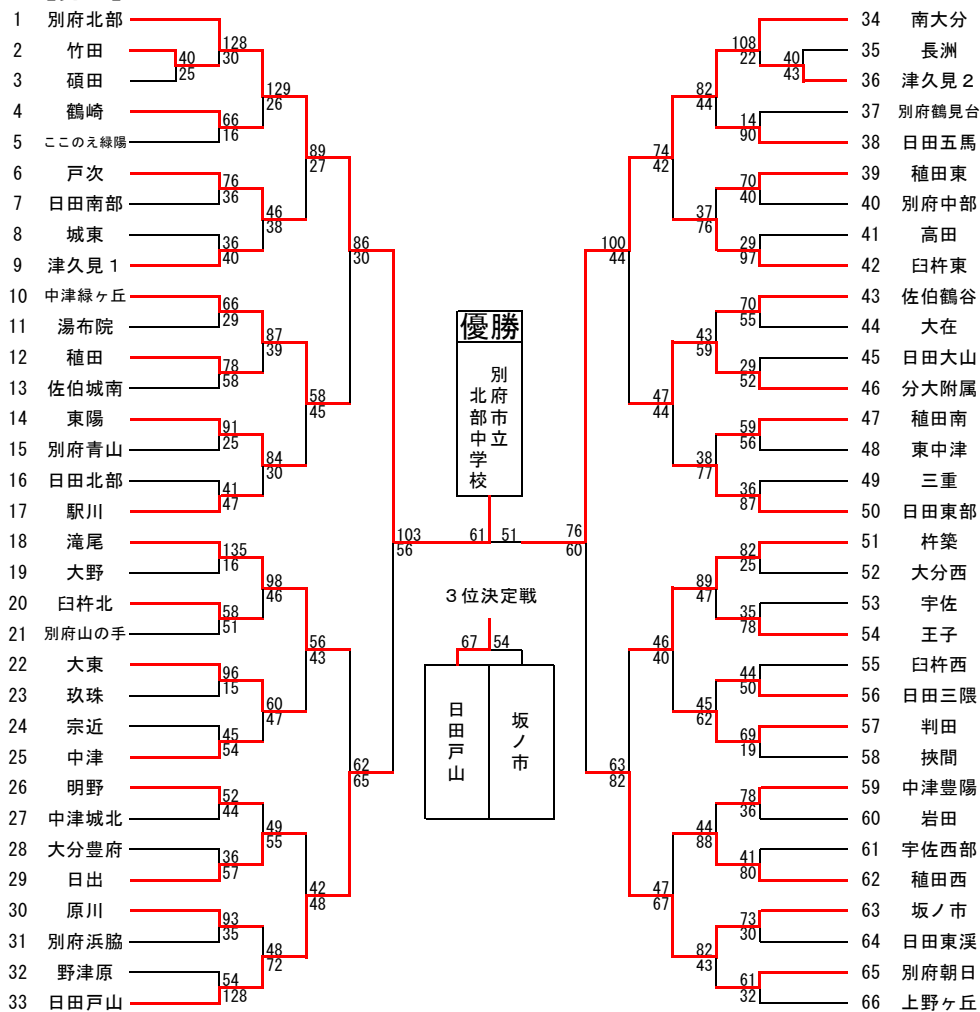 1 別府北部
2 竹田
3 碩田
4 鶴崎
5 ここのえ緑陽
6 戸次
7 日田南部
8 城東
9 津久見１
10 中津緑ヶ丘
11 湯布院
12 稙田
13 佐伯城南
14 東陽
15 別府青山
16 日田北部
17 駅川
18 滝尾
19 大野
20 臼杵北
21 別府山の手
22 大東
23 玖珠
24 宗近
25 中津
26 明野
27 中津城北
28 大分豊府
29 日出
30 原川
31 別府浜脇
32 野津原
33 日田戸山
40
25
128
30
66
16
76
36
36
40
66
29
78
58
91
25
41
47
135
16
58
51
96
15
45
54
52
44
36
57
93
35
54
128
129
26
46
38
87
39
84
30
98
46
60
47
49
55
48
72
89
27
58
45
56
43
42
48
86
30
62
65
103
56
優勝
別府市立
北部中学校
61 51
３位決定戦
67 54
日田戸山
坂ノ市
76
60
100
44
63
82
74
42
47
44
46
40
47
67
82
44
37
76
43
59
38
77
89
47
45
62
44
88
82
43
108
22
40
43
14
90
70
40
29
97
70
55
29
52
59
56
36
87
82
25
35
78
44
50
69
19
78
36
41
80
73
30
61
32
34 南大分
35 長洲
36 津久見２
37 別府鶴見台
38 日田五馬
39 稙田東
40 別府中部
41 高田
42 臼杵東
43 佐伯鶴谷
44 大在
45 日田大山
46 分大附属
47 稙田南
48 東中津
49 三重
50 日田東部
51 杵築
52 大分西
53 宇佐
54 王子
55 臼杵西
56 日田三隈
57 判田
58 挾間
59 中津豊陽
60 岩田
61 宇佐西部
62 稙田西
63 坂ノ市
64 日田東渓
65 別府朝日
66 上野ヶ丘